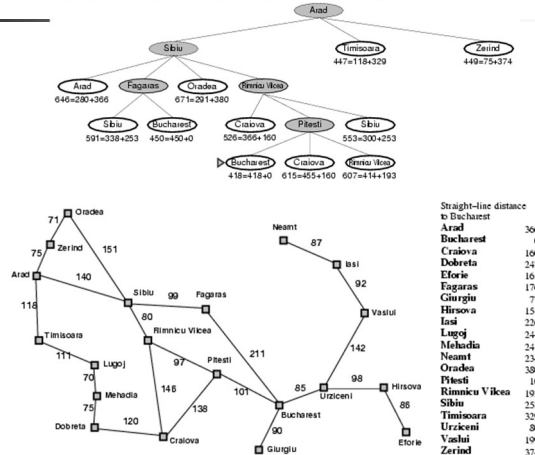 Arad
Sibiu
Timisoara
447=118+329
Zerind
449=75+374
Arad
646=280+366
Fagaras
Oradea
671=291+380
Rimnicu Vilcea
Sibiu
591=338+253
Bucharest
450=450+0
Craiova
526=366+160
Pitesti
Sibiu
553=300+253
Bucharest
418=418+0
Craiova
615=455+160
Rimnicu Vilcea
607=414+193
Oradea
71
Zerind
75
151
Arad
140
118
Sibiu
99
Fagaras
80
Rimnicu Vilcea
Timisoara
111
Lugoj
70
Mehadia
75
Dobreta
120
Craiova
146
97
Pitesti
138
101
211
Bucharest
90
Giurgiu
85
Urziceni
98
Hirsova
86
Eforie
142
Vaslui
92
Iasi
87
Neamt
Straight-line distance
to Bucharest
Arad
Bucharest
Craiova
Dobreta
Eforie
Fagaras
Giurgiu
Hirsova
Iasi
Lugoj
Mehadia
Neamt
Oradea
Pitesti
Rimnicu Vilcea
Sibiu
Timisoara
Urziceni
Vaslui
Zerind